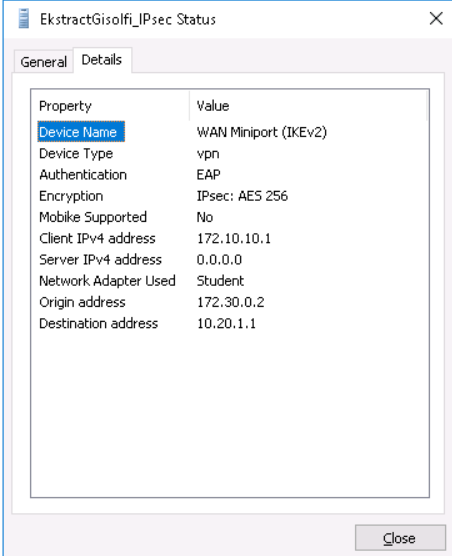 EkstractGisolfi_IPsec Status
General Details
Property Value
Device Name WAN Miniport (IKEv2)
Device Type vpn
Authentication EAP
Encryption IPsec: AES 256
Mobike Supported No
Client IPv4 address 172.10.10.1
Server IPv4 address 0.0.0.0
Network Adapter Used Student
Origin address 172.30.0.2
Destination address 10.20.1.1
Close